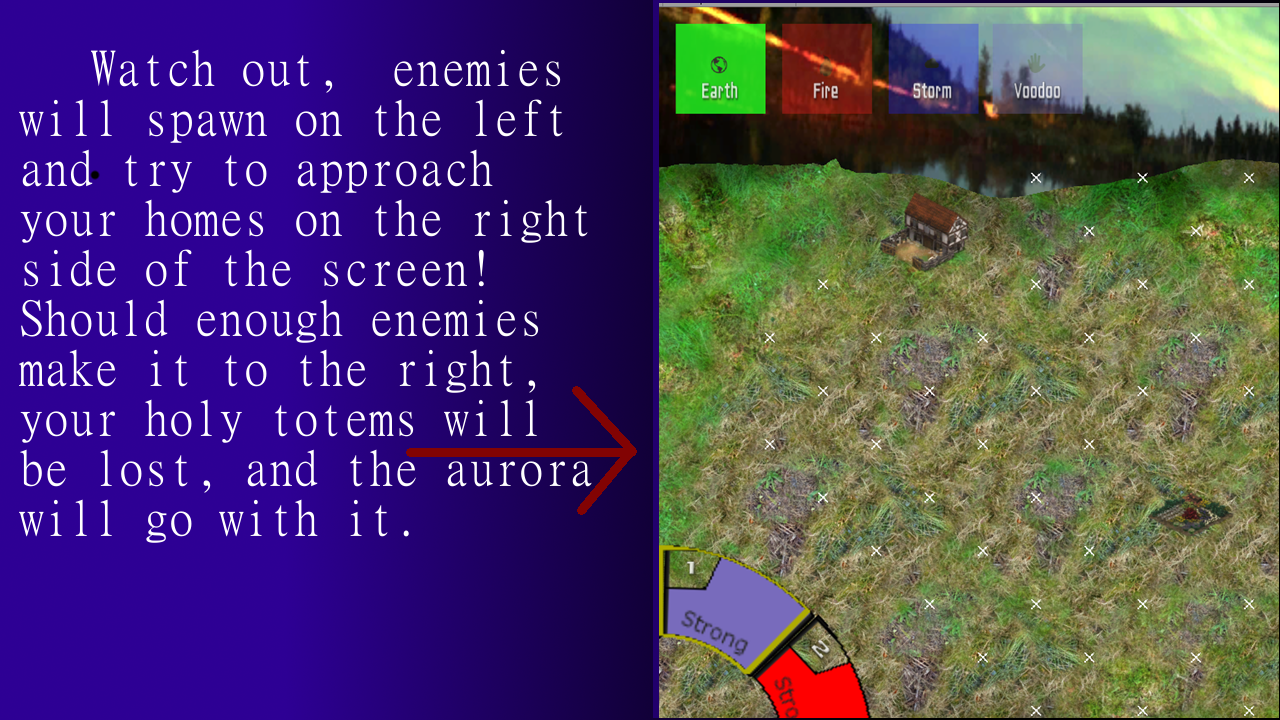 Watch out, enemies
will spawn on the left
and try to approach
your homes on the right
side of the screen!
Should enough enemies
make it to the right,
your holy totems will
be lost, and the aurora
will go with it.
Earth
Fire
Storm
Voodoo
1
Strong
2
Stro